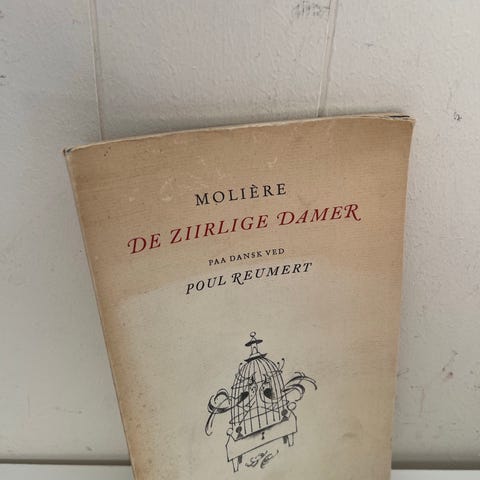 MOLIÈRE
DE ZIIRLIGE DAMER
PAA DANSK VED
POUL REUMERT